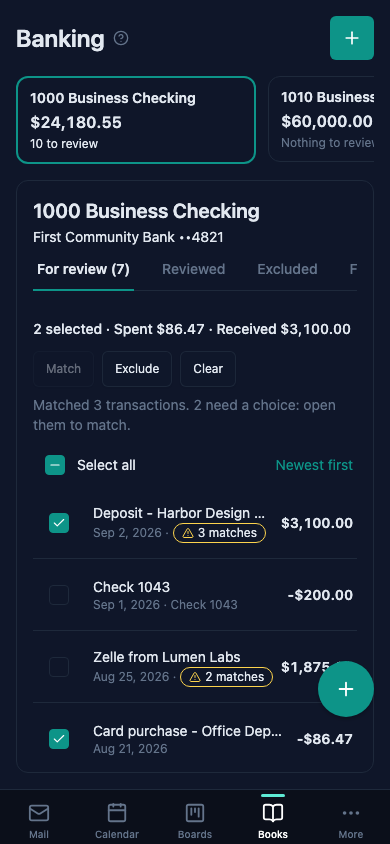 Banking
1000 Business Checking
$24,180.55
10 to review
1010 Business
$60,000.00
Nothing to review
1000 Business Checking
First Community Bank ••4821
For review (7)
Reviewed
Excluded
F
2 selected · Spent $86.47 · Received $3,100.00
Match
Exclude
Clear
Matched 3 transactions. 2 need a choice: open
them to match.
Select all
Newest first
Deposit - Harbor Design ...
$3,100.00
Sep 2, 2026 · 3 matches
Check 1043
-$200.00
Sep 1, 2026 · Check 1043
Zelle from Lumen Labs
$1,875.
Aug 25, 2026 · 2 matches
Card purchase - Office Dep...
-$86.47
Aug 21, 2026
Mail
Calendar
Boards
Books
More